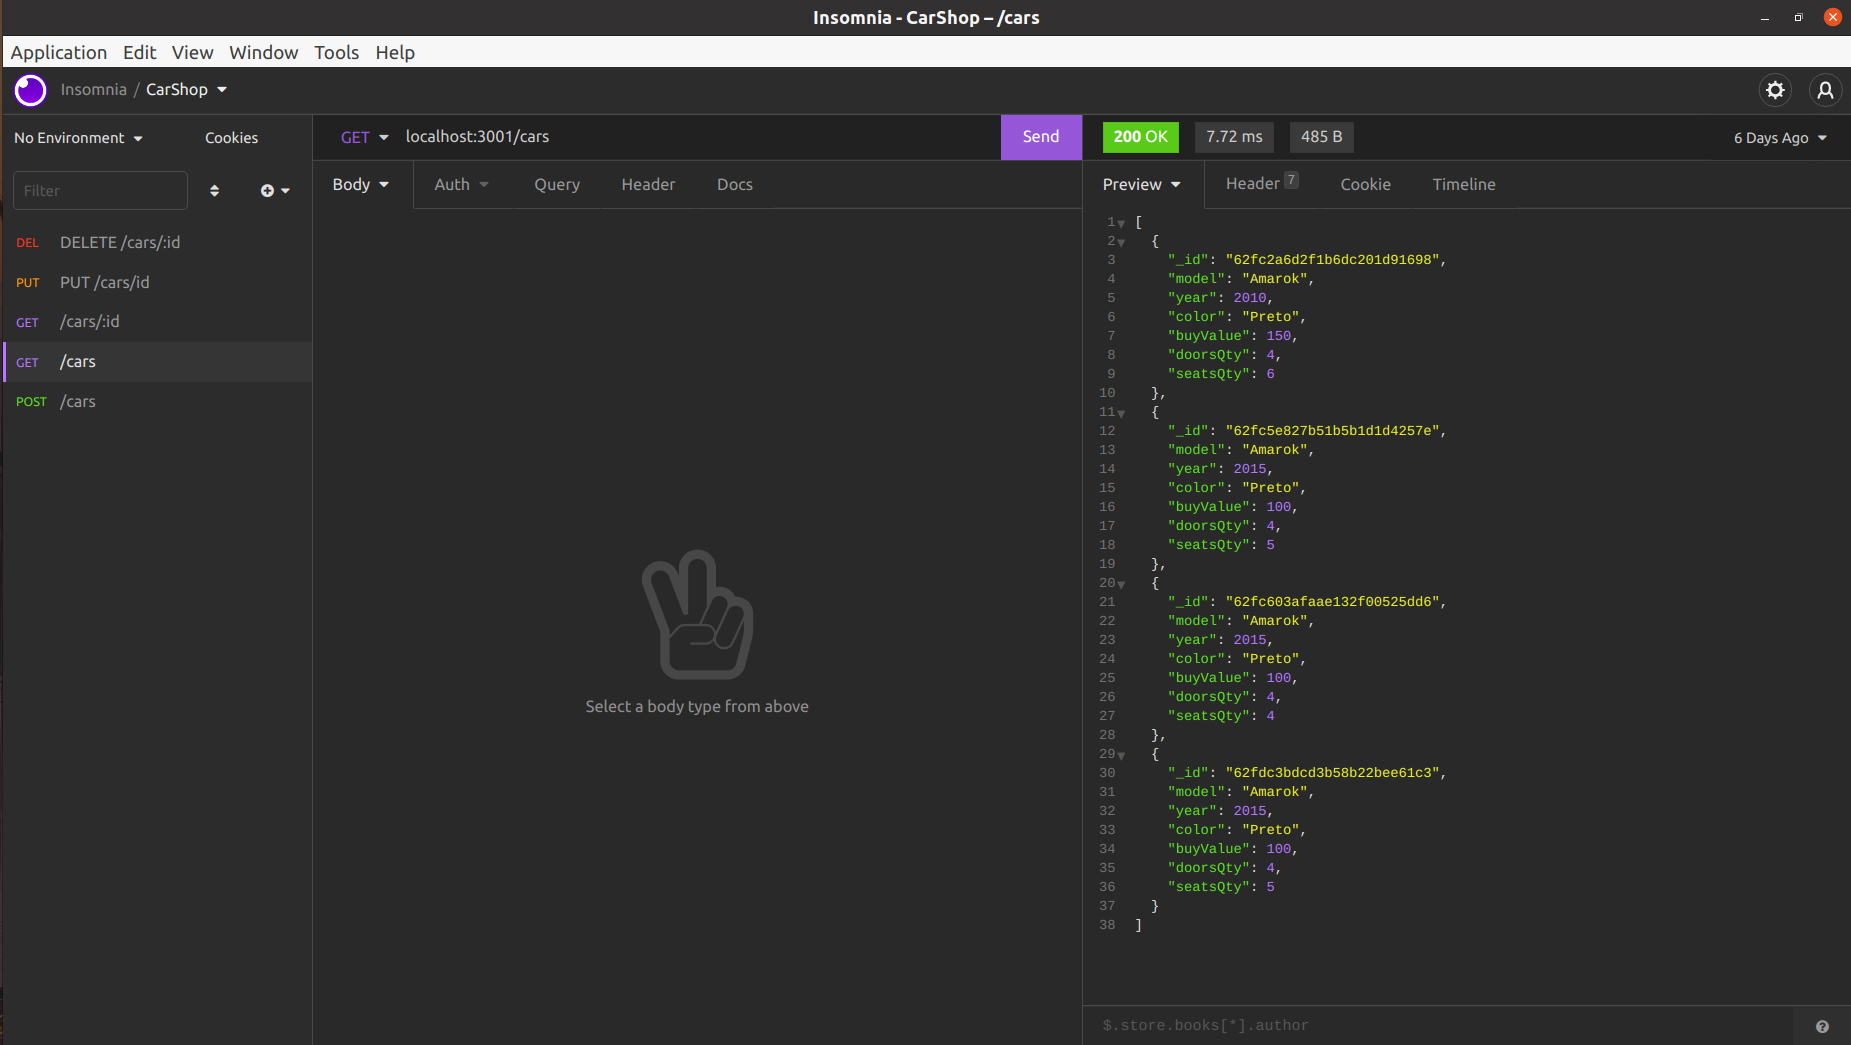 Insomnia - CarShop – /cars
Application Edit View Window Tools Help
Insomnia / CarShop
No Environment Cookies
Filter
DEL DELETE /cars/:id
PUT PUT /cars/id
GET /cars/:id
GET /cars
POST /cars
GET localhost:3001/cars Send
Body Auth Query Header Docs
Select a body type from above
200 OK 7.72 ms 485 B 6 Days Ago
Preview Header 7 Cookie Timeline
1 [
2 {
3 "_id": "62fc2a6d2f1b6dc201d91698",
4 "model": "Amarok",
5 "year": 2010,
6 "color": "Preto",
7 "buyValue": 150,
8 "doorsQty": 4,
9 "seatsQty": 6
10 },
11 {
12 "_id": "62fc5e827b51b5b1d1d4257e",
13 "model": "Amarok",
14 "year": 2015,
15 "color": "Preto",
16 "buyValue": 100,
17 "doorsQty": 4,
18 "seatsQty": 5
19 },
20 {
21 "_id": "62fc603afaae132f00525dd6",
22 "model": "Amarok",
23 "year": 2015,
24 "color": "Preto",
25 "buyValue": 100,
26 "doorsQty": 4,
27 "seatsQty": 4
28 },
29 {
30 "_id": "62fdc3bdcd3b58b22bee61c3",
31 "model": "Amarok",
32 "year": 2015,
33 "color": "Preto",
34 "buyValue": 100,
35 "doorsQty": 4,
36 "seatsQty": 5
37 }
38 ]
$.store.books[*].author